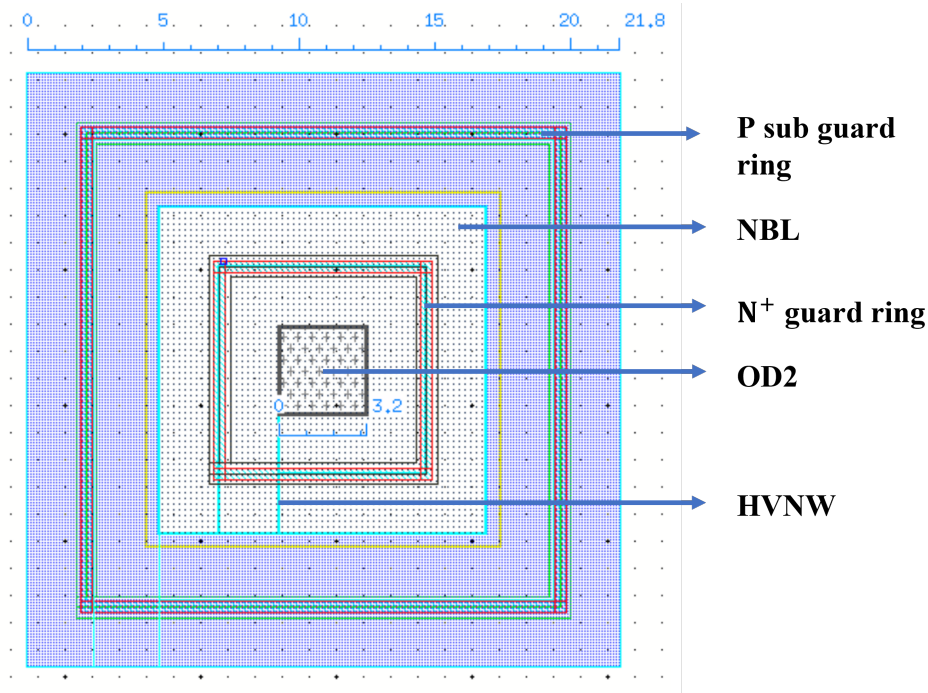 0. 5. 10. 15. 20. 21.8
P sub guard
ring
NBL
N⁺ guard ring
OD2
0 3.2
HVNW